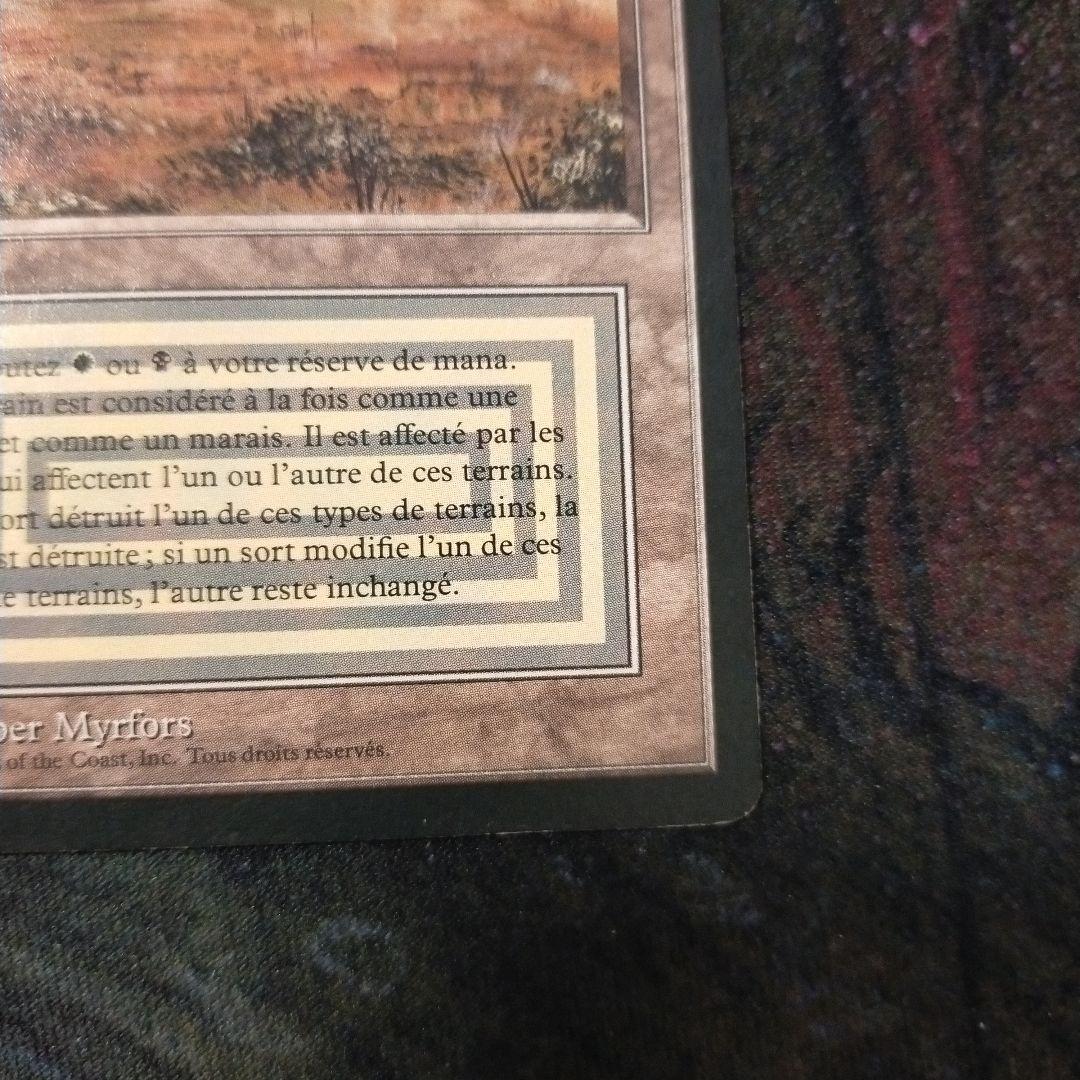 utez ou à votre réserve de mana.
ain est considéré à la fois comme une
et comme un marais. Il est affecté par les
ui affectent l'un ou l'autre de ces terrains.
ort détruit l'un de ces types de terrains, la
st détruite ; si un sort modifie l'un de ces
e terrains, l'autre reste inchangé.
per Myrfors
of the Coast, Inc. Tous droits réservés.